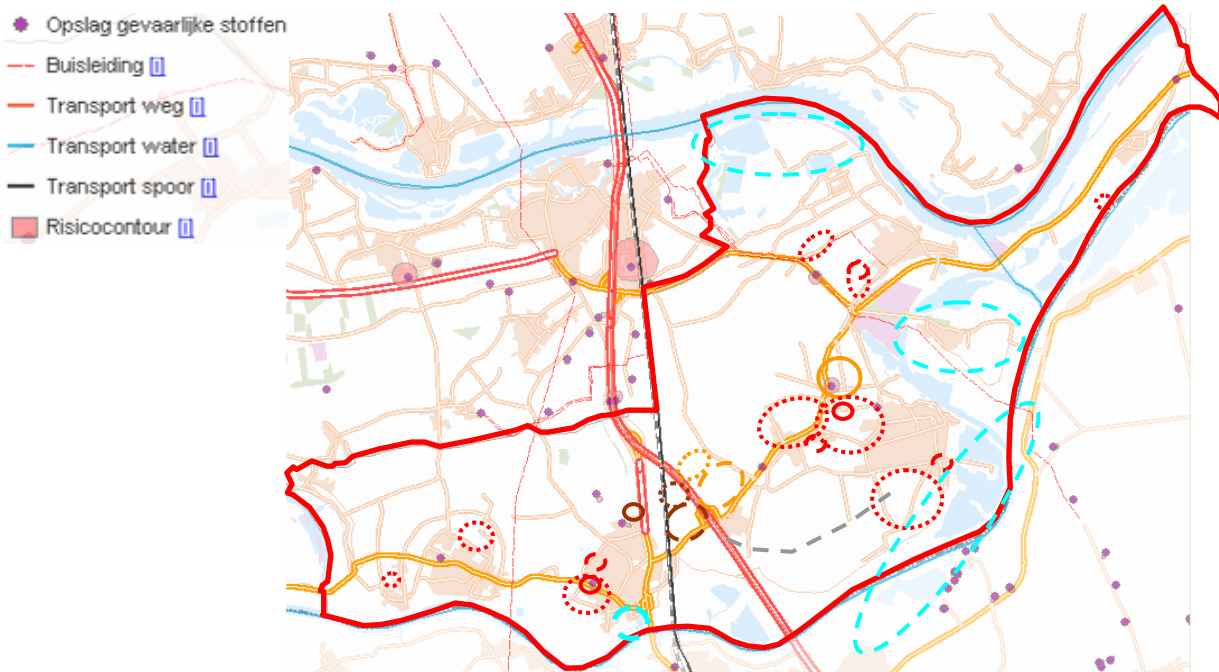 Opslag gevaarlijke stoffen
Buisleiding [i]
Transport weg [i]
Transport water [i]
Transport spoor [i]
Risicocontour [i]